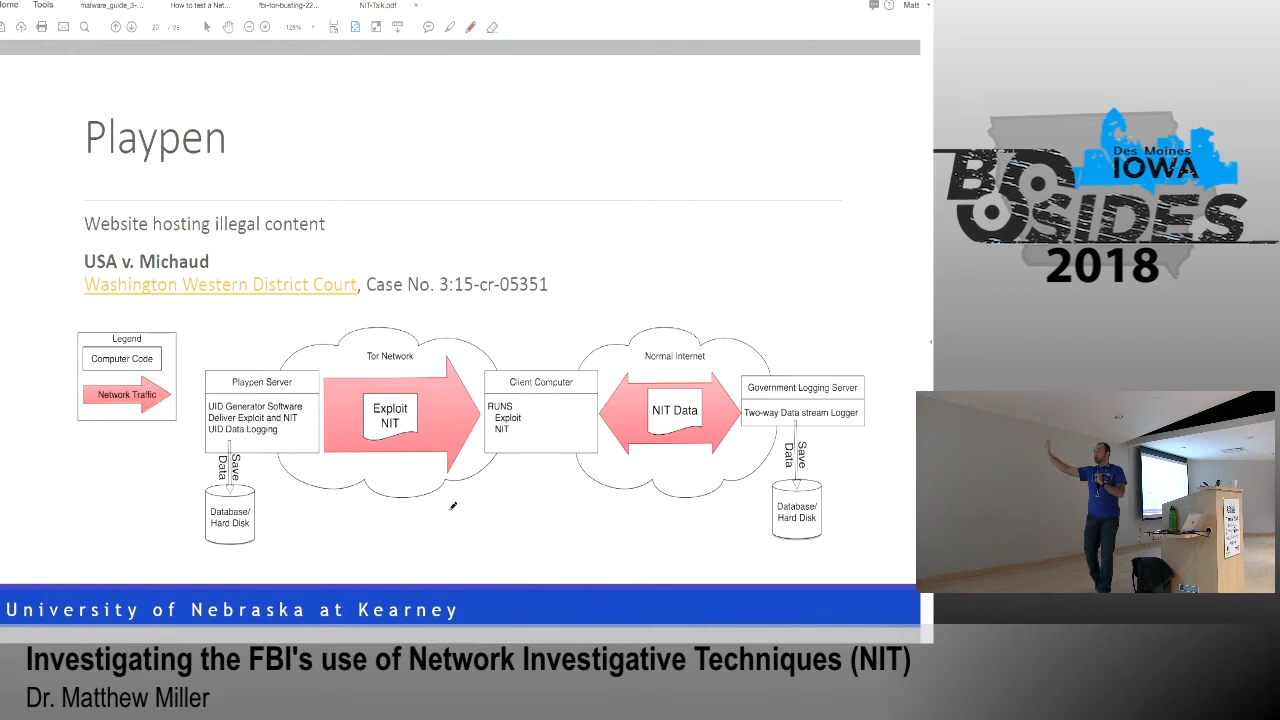 Home Tools malware_guide_3-... How to test a Net... fbi-tor-busting-22... NIT-Talk.pdf × Matt
20 / 26 128%
Playpen
Website hosting illegal content
USA v. Michaud
Washington Western District Court, Case No. 3:15-cr-05351
Legend
Computer Code
Network Traffic
Tor Network
Playpen Server
UID Generator Software
Deliver Exploit and NIT
UID Data Logging
Save
Data
Database/
Hard Disk
Exploit
NIT
Client Computer
RUNS
Exploit
NIT
Normal Internet
NIT Data
Government Logging Server
Two-way Data stream Logger
Save
Data
Database/
Hard Disk
University of Nebraska at Kearney
Des Moines
IOWA
BSIDES
2018
Investigating the FBI's use of Network Investigative Techniques (NIT)
Dr. Matthew Miller